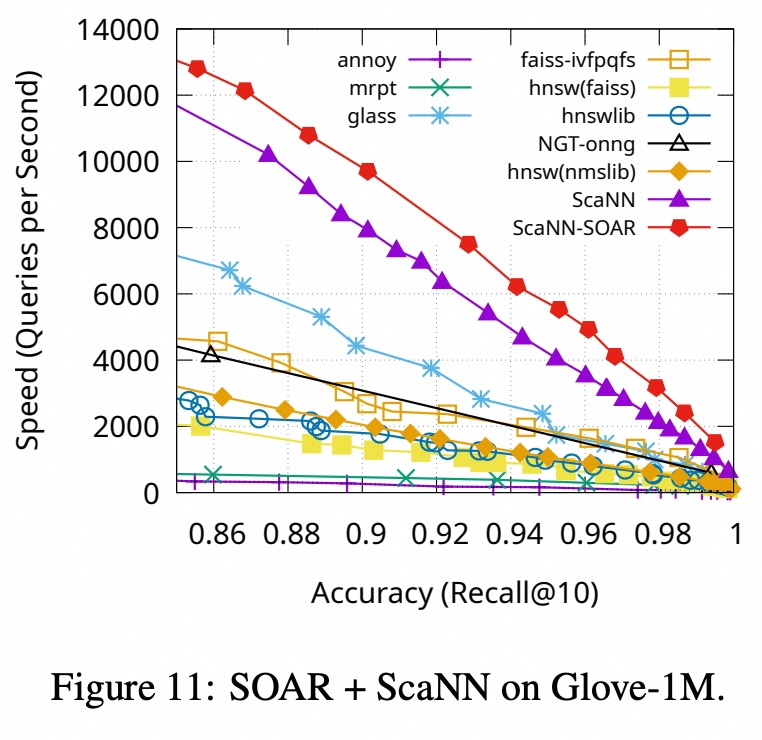 14000
12000
10000
8000
6000
4000
2000
0
Speed (Queries per Second)
annoy
mrpt
glass
faiss-ivfpqfs
hnsw(faiss)
hnswlib
NGT-onng
hnsw(nmslib)
ScaNN
ScaNN-SOAR
0.86 0.88 0.9 0.92 0.94 0.96 0.98 1
Accuracy (Recall@10)
Figure 11: SOAR + ScaNN on Glove-1M.